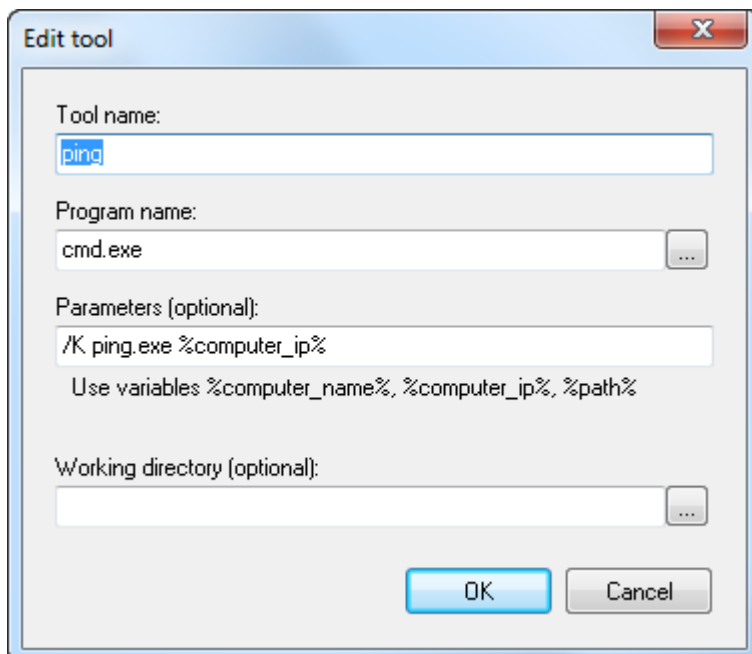 Edit tool
Tool name:
ping
Program name:
cmd.exe
...
Parameters (optional):
/K ping.exe %computer_ip%
Use variables %computer_name%, %computer_ip%, %path%
Working directory (optional):
...
OK Cancel